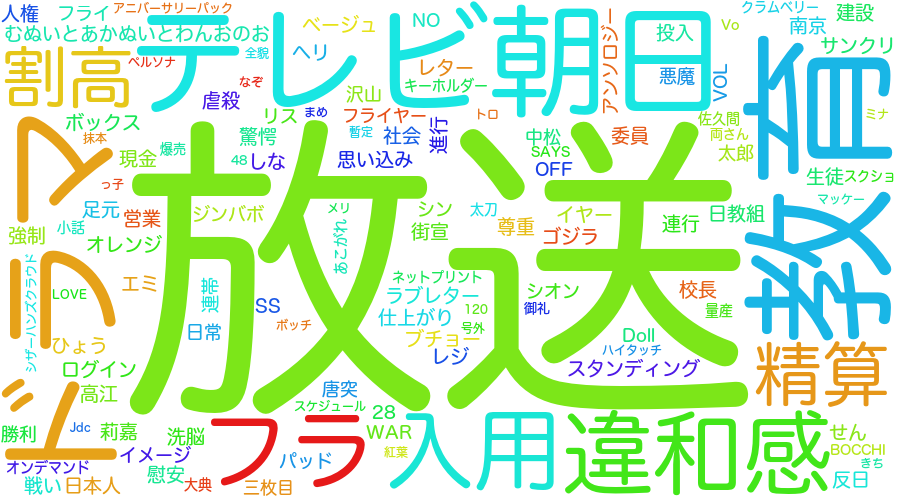 人権
フライ
アニバーサリーパック
むぬいとあかぬいとわんおのお
ベージュ
NO
クラムベリー
建設
テレビ朝日
投入
アンソロジー
Vo
南京
サンクリ
割高
ペルソナ
全貌
なぞ
ヘリ
レター
キーホルダー
悪魔
VOL
教育
ミナ
ドラマ
ボックス
抹本
虐殺
リス
まめ
沢山
フライヤー
トロ
佐久間
両さん
太郎
爆売
驚愕
暫定
社会
進行
中松
SAYS
委員
現金
48
しな
思い込み
OFF
生徒
スクショ
っ子
放送
足元
営業
ジンバボ
メリ
あこがれ
シン
街宣
太刀
尊重
イヤー
連行
日教組
マッケー
強制
小話
オレンジ
ゴジラ
シザーハンズクラウド
LOVE
エミ
連帯
ネットプリント
ラブレター
シオン
校長
SS
仕上がり
120
号外
御礼
量産
ひょう
日常
ボッチ
ブチョー
レジ
Doll
ハイタッチ
スタンディング
ログイン
高江
唐突
スケジュール
28
精算
勝利
Jdc
莉嘉
洗脳
フラ
WAR
入用
違和感
せん
オンデマンド
イメージ
慰安
パッド
紅葉
BOCCHI
きち
戦い
日本人
大典
三枚目
反日